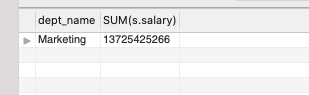 dept_name SUM(s.salary)
Marketing 13725425266